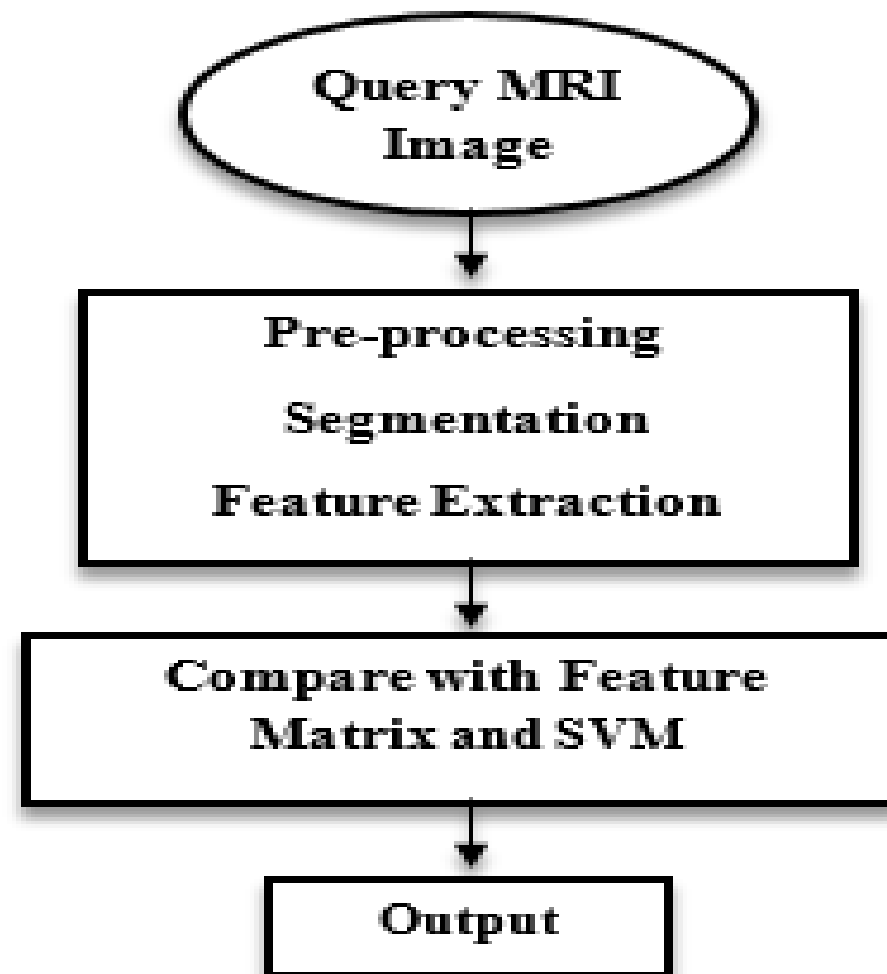 Query MRI
Image
Pre-processing
Segmentation
Feature Extraction
Compare with Feature
Matrix and SVM
Output